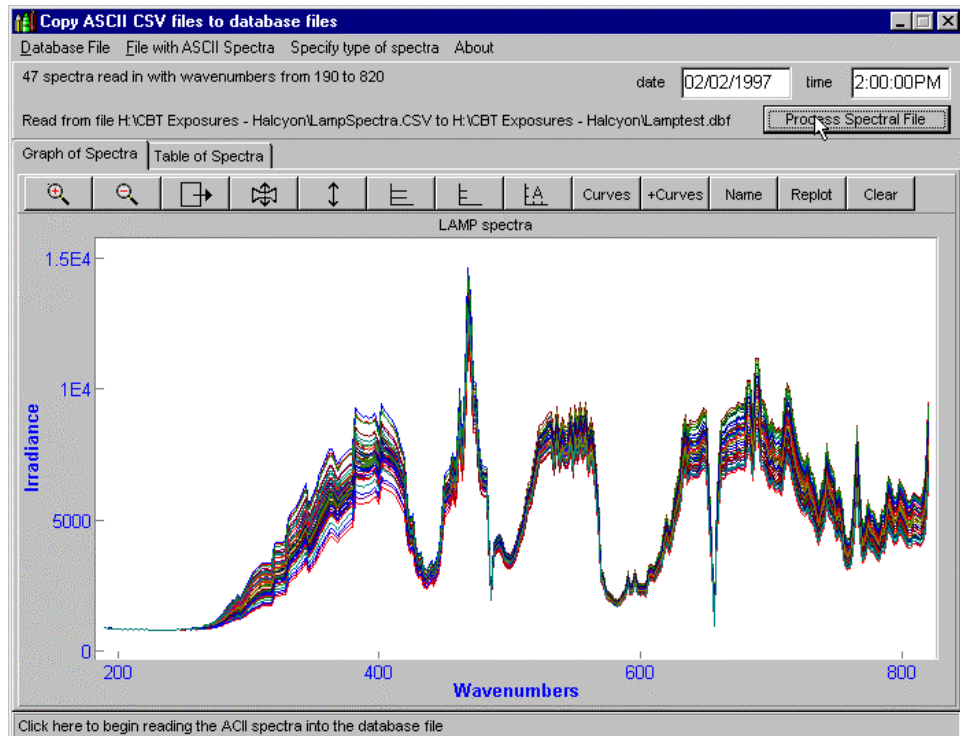 Copy ASCII CSV files to database files
Database File File with ASCII Spectra Specify type of spectra About
47 spectra read in with wavenumbers from 190 to 820
date 02/02/1997 time 2:00:00PM
Read from file H:\CBT Exposures - Halcyon\LampSpectra.CSV to H:\CBT Exposures - Halcyon\Lamptest.dbf
Process Spectral File
Graph of Spectra Table of Spectra
A Curves +Curves Name Replot Clear
LAMP spectra
1.5E4
1E4
5000
0
Irradiance
200 400 600 800
Wavenumbers
Click here to begin reading the ACII spectra into the database file